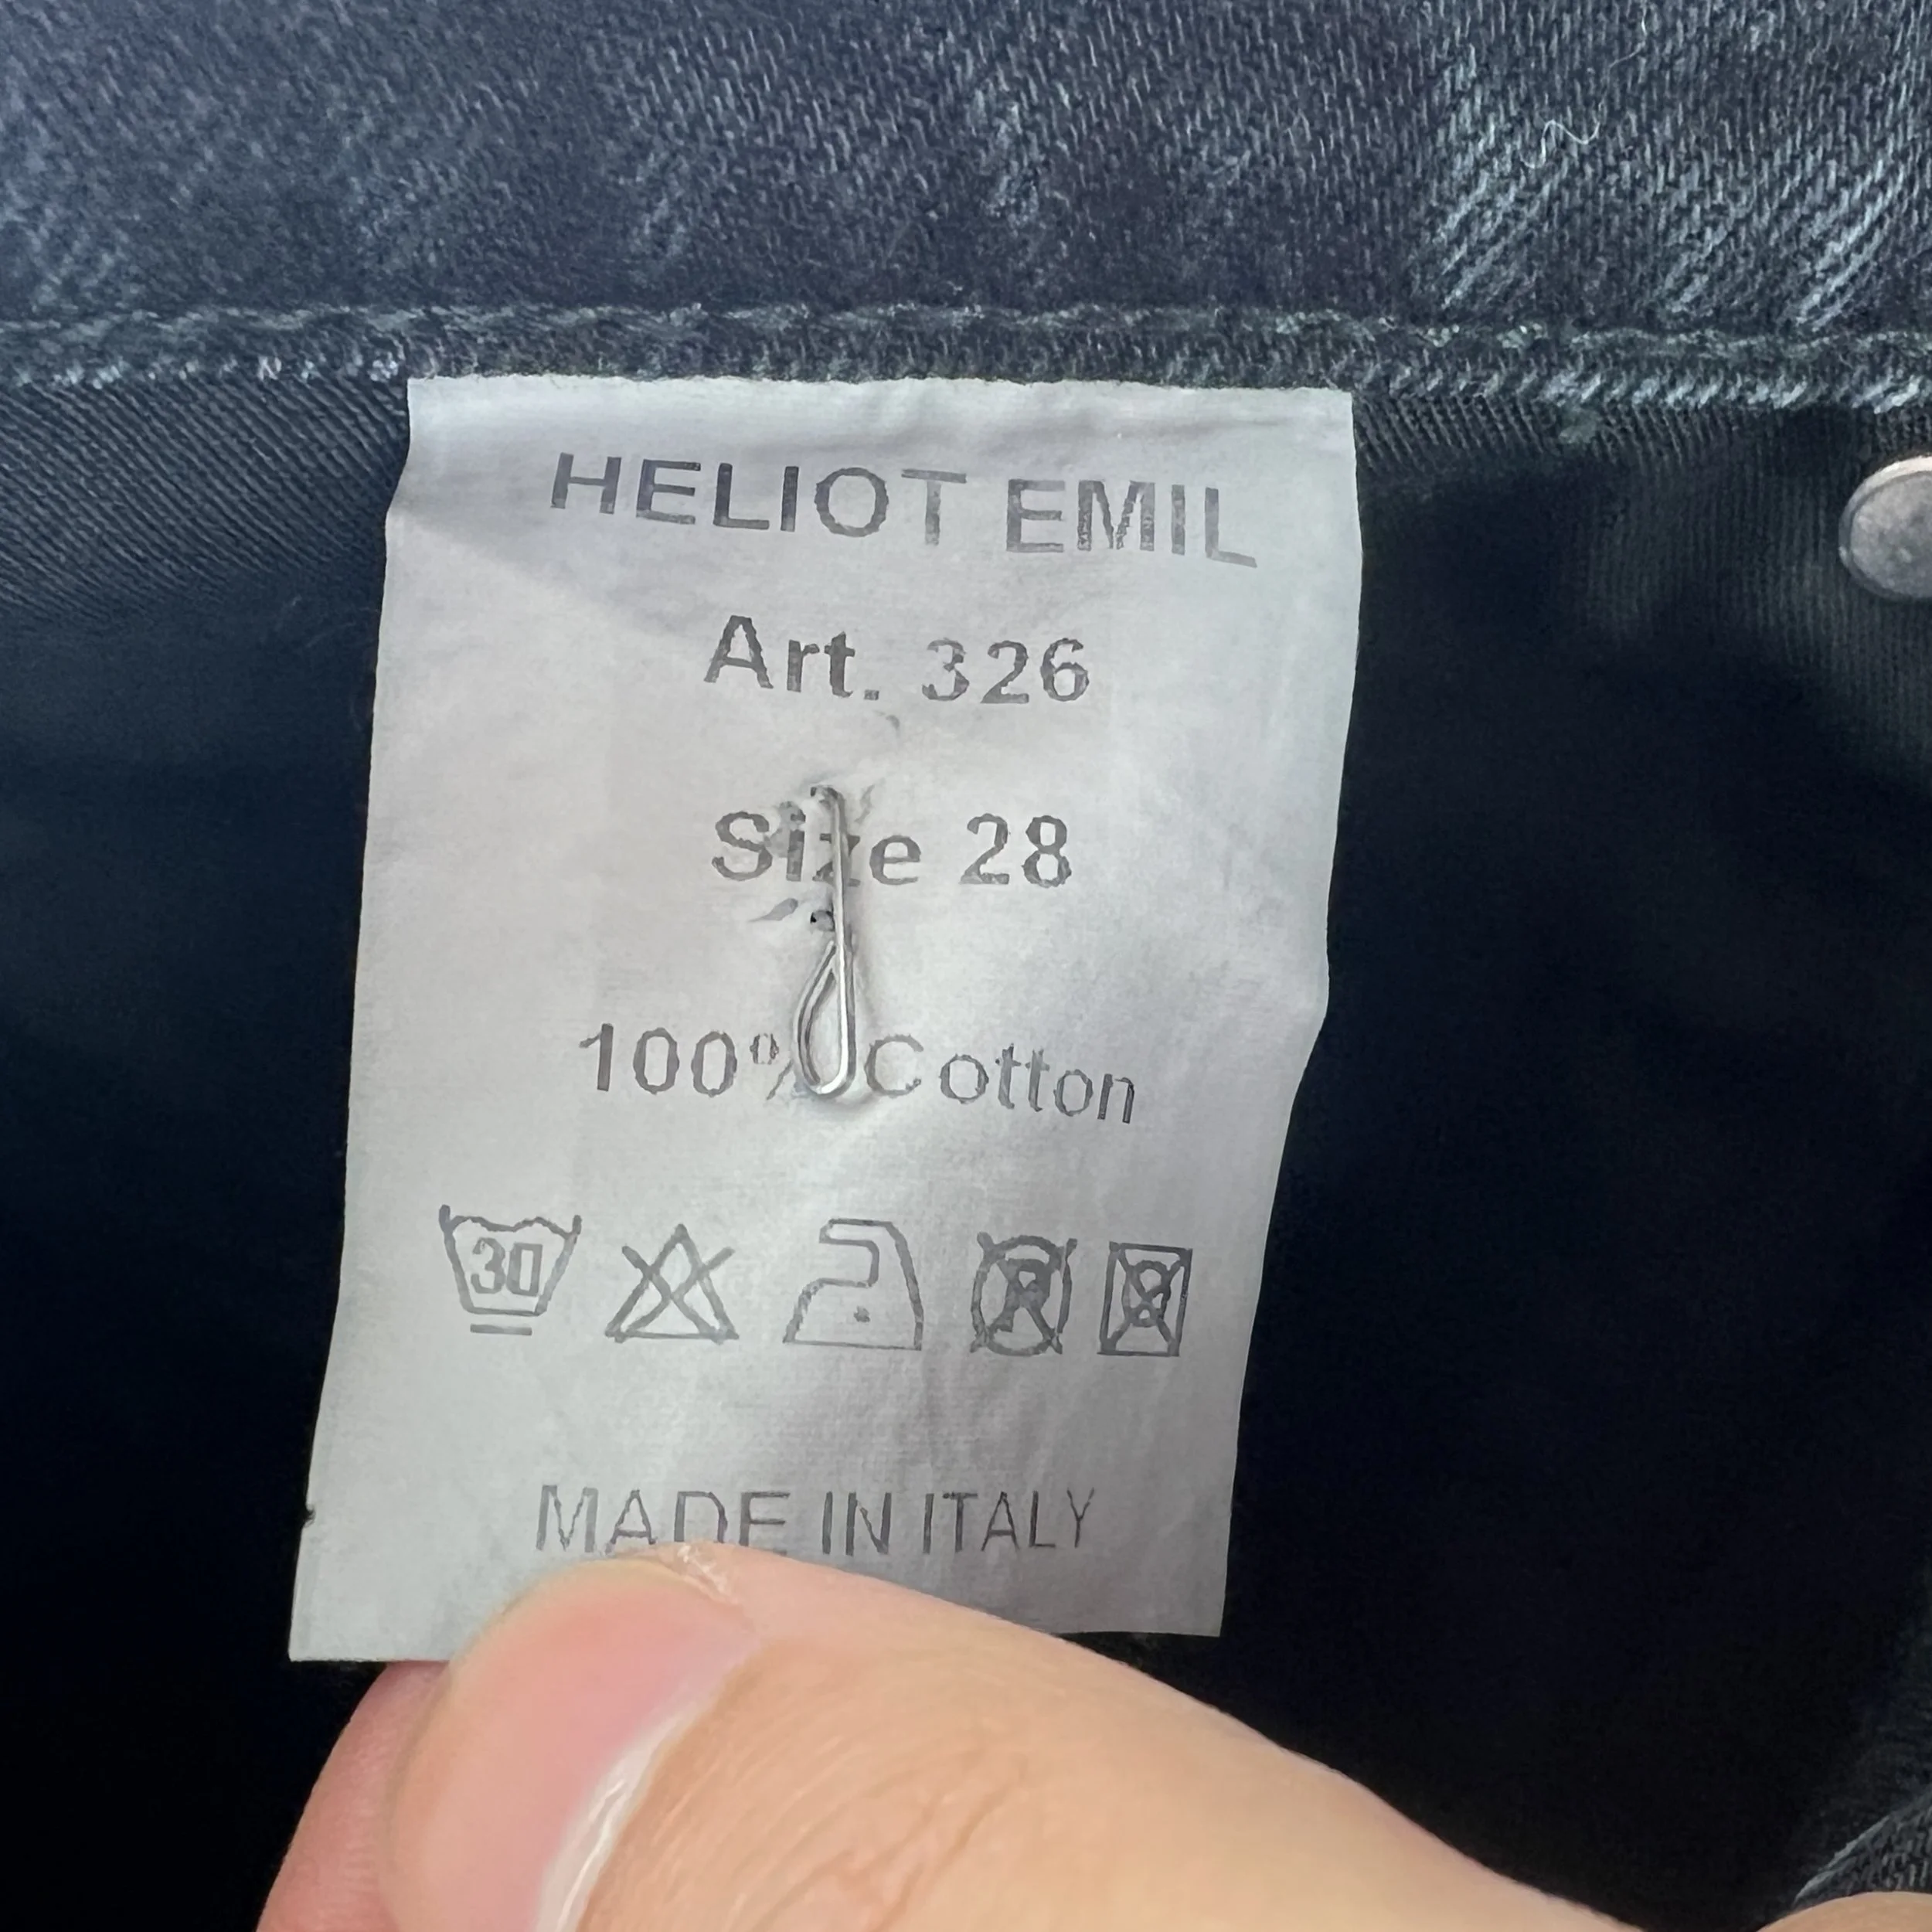 HELIOT EMIL
Art. 326
Size 28
100% Cotton
30
MADE IN ITALY